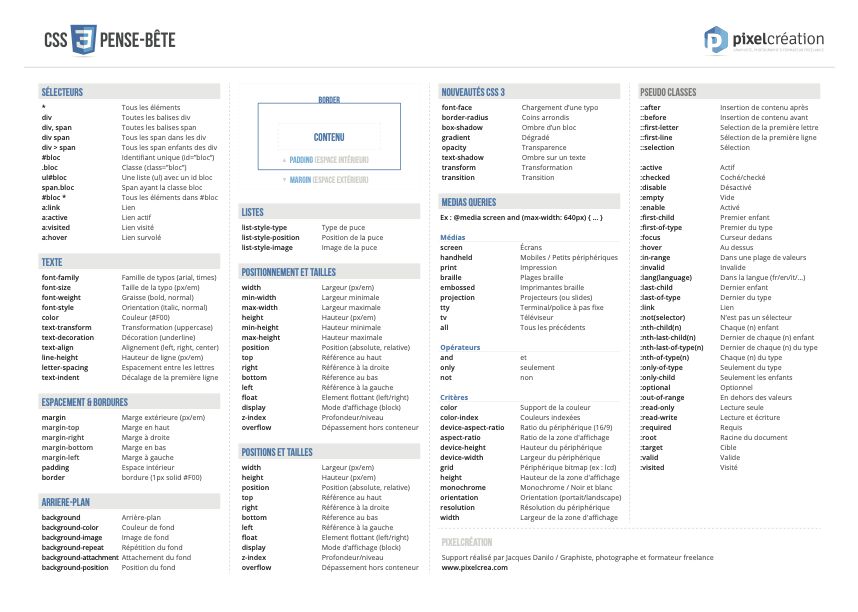 CSS 3 PENSE-BÊTE
pixelcréation
SÉLECTEURS
* Tous les éléments
div Toutes les balises div
div, span Toutes les balises span
div span Tous les span dans les div
div > span Tous les span enfants des div
#bloc Identifiant unique (id="bloc")
.bloc Classe (class="bloc")
ul#bloc Une liste (ul) avec un id bloc
span.bloc Span ayant la classe bloc
#bloc * Tous les éléments dans #bloc
a:link Lien
a:active Lien actif
a:visited Lien visité
a:hover Lien survolé
TEXTE
font-family Famille de typos (arial, times)
font-size Taille de la typo (px/em)
font-weight Graisse (bold, normal)
font-style Orientation (italic, normal)
color Couleur (#F00)
text-transform Transformation (uppercase)
text-decoration Décoration (underline)
text-align Alignement (left, right, center)
line-height Hauteur de ligne (px/em)
letter-spacing Espacement entre les lettres
text-indent Décalage de la première ligne
ESPACEMENT & BORDURES
margin Marge extérieure (px/em)
margin-top Marge en haut
margin-right Marge à droite
margin-bottom Marge en bas
margin-left Marge à gauche
padding Espace intérieur
border bordure (1px solid #F00)
ARRIERE-PLAN
background Arrière-plan
background-color Couleur de fond
background-image Image de fond
background-repeat Répétition du fond
background-attachment Attachement du fond
background-position Position du fond
BORDER
CONTENU
PADDING (ESPACE INTÉRIEUR)
MARGIN (ESPACE EXTÉRIEUR)
LISTES
list-style-type Type de puce
list-style-position Position de la puce
list-style-image Image de la puce
POSITIONNEMENT ET TAILLES
width Largeur (px/em)
min-width Largeur minimale
max-width Largeur maximale
height Hauteur (px/em)
min-height Hauteur minimale
max-height Hauteur maximale
position Position (absolute, relative)
top Référence au haut
right Référence au droite
bottom Référence au bas
left Référence à la gauche
float Element flottant (left/right)
display Mode d'affichage (block)
z-index Profondeur/niveau
overflow Dépassement hors conteneur
POSITIONS ET TAILLES
width Largeur (px/em)
height Hauteur (px/em)
position Position (absolute, relative)
top Référence au haut
right Référence au droite
bottom Référence au bas
left Référence à la gauche
float Element flottant (left/right)
display Mode d'affichage (block)
z-index Profondeur/niveau
overflow Dépassement hors conteneur
NOUVEAUTÉS CSS 3
font-face Chargement d'une typo
border-radius Coins arrondis
box-shadow Ombre d'un bloc
gradient Dégradé
opacity Transparence
text-shadow Ombre sur un texte
transform Transformation
transition Transition
MEDIAS QUERIES
Ex : @media screen and (max-width: 640px) { ... }
Médias
screen Écrans
handheld Mobiles / Petits périphériques
print Impression
braille Plages braille
embossed Imprimantes braille
projection Projecteurs (ou slides)
tty Terminal/police à pas fixe
tv Téléviseur
all Tous les précédents
Opérateurs
and et
only seulement
not non
Critères
color Support de la couleur
color-index Couleurs indexées
device-aspect-ratio Ratio du périphérique (16/9)
aspect-ratio Ratio de la zone d'affichage
device-height Hauteur du périphérique
device-width Largeur du périphérique
grid Périphérique bitmap (ex : lcd)
height Hauteur de la zone d'affichage
monochrome Monochrome / Noir et blanc
orientation Orientation (portait/landscape)
resolution Résolution du périphérique
width Largeur de la zone d'affichage
PSEUDO CLASSES
::after Insertion de contenu après
::before Insertion de contenu avant
::first-letter Sélection de la première lettre
::first-line Sélection de la première ligne
::selection Sélection
:active Actif
:checked Coché/checké
:disable Désactivé
:empty Vide
:enable Activé
:first-child Premier enfant
:first-of-type Premier du type
:focus Curseur dedans
:hover Au dessus
:in-range Dans une plage de valeurs
:invalid Invalide
:lang(language) Dans la langue (fr/en/it/...)
:last-child Dernier enfant
:last-of-type Dernier du type
:link Lien
:not(selector) N'est pas un sélecteur
:nth-child(n) Chaque (n) enfant
:nth-last-child(n) Dernier de chaque (n) enfant
:nth-last-of-type(n) Dernier de chaque (n) du type
:nth-of-type(n) Chaque (n) du type
:only-of-type Seulement du type
:only-child Seulement les enfants
:optional Optionnel
:out-of-range En dehors des valeurs
:read-only Lecture seule
:read-write Lecture et écriture
:required Requis
:root Racine du document
:target Cible
:valid Valide
:visited Visité
PIXELCRÉATION
Support réalisé par Jacques Danilo / Graphiste, photographe et formateur freelance
www.pixelcrea.com